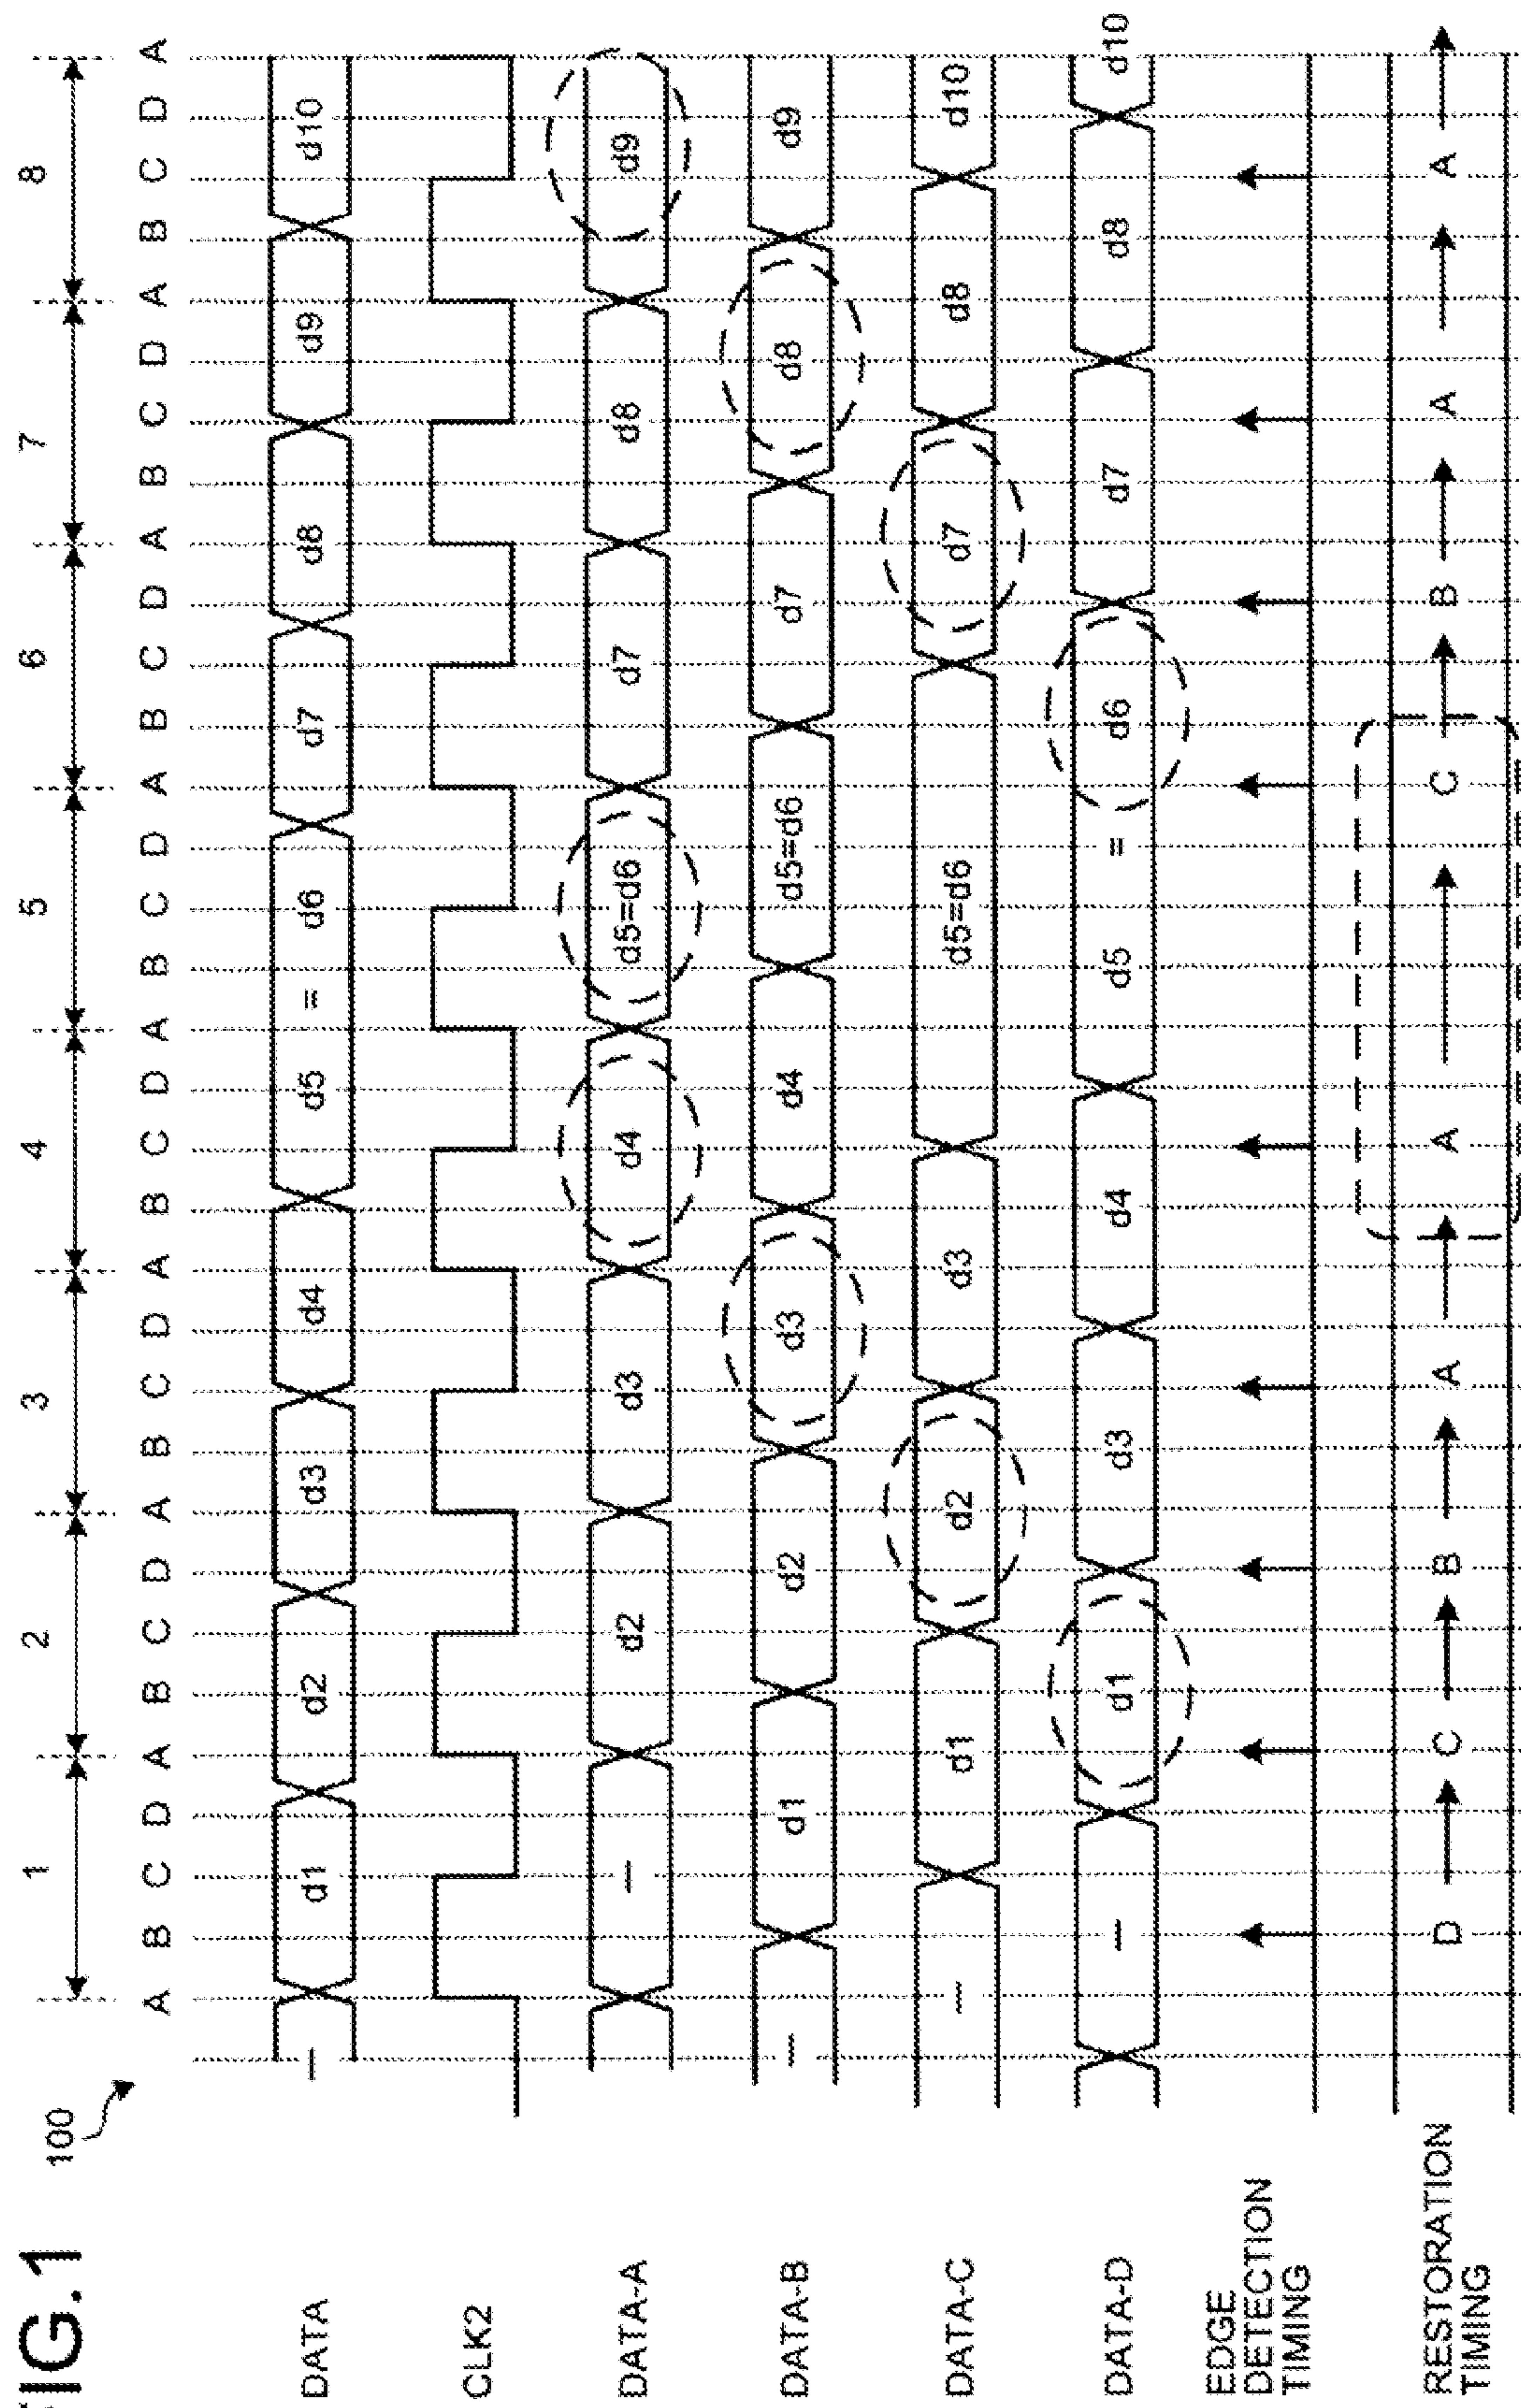 FIG.1
100
1 2 3 4 5 6 7 8
A B C D A B C D A B C D A B C D A B C D A B C D A B C D A B C D A
DATA — d1 d2 d3 d4 d5 = d6 d7 d8 d9 d10
CLK2
DATA-A — d2 d3 d4 d5=d6 d7 d8 d9
DATA-B — d1 d2 d3 d4 d5=d6 d7 d8 d9
DATA-C — d1 d2 d3 d5=d6 d7 d8 d10
DATA-D — d1 d3 d4 d5 = d6 d7 d8 d10
EDGE
DETECTION
TIMING
RESTORATION
TIMING
D C B A A C B A A